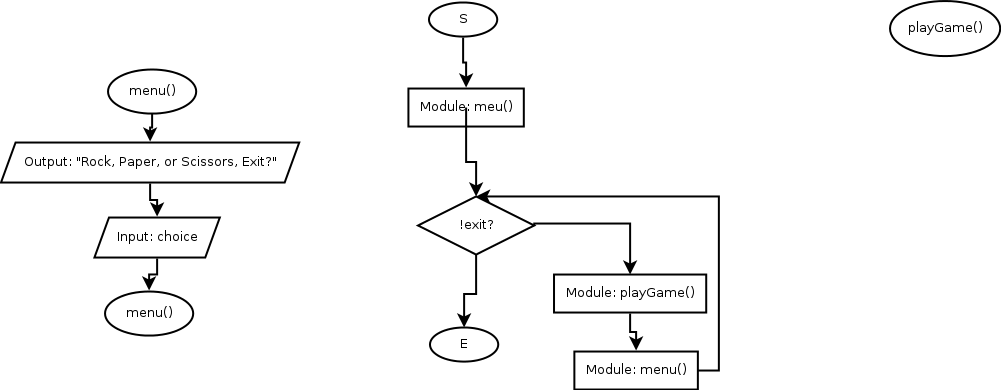 menu()
Output: "Rock, Paper, or Scissors, Exit?"
Input: choice
menu()
S
Module: meu()
!exit?
Module: playGame()
Module: menu()
E
playGame()